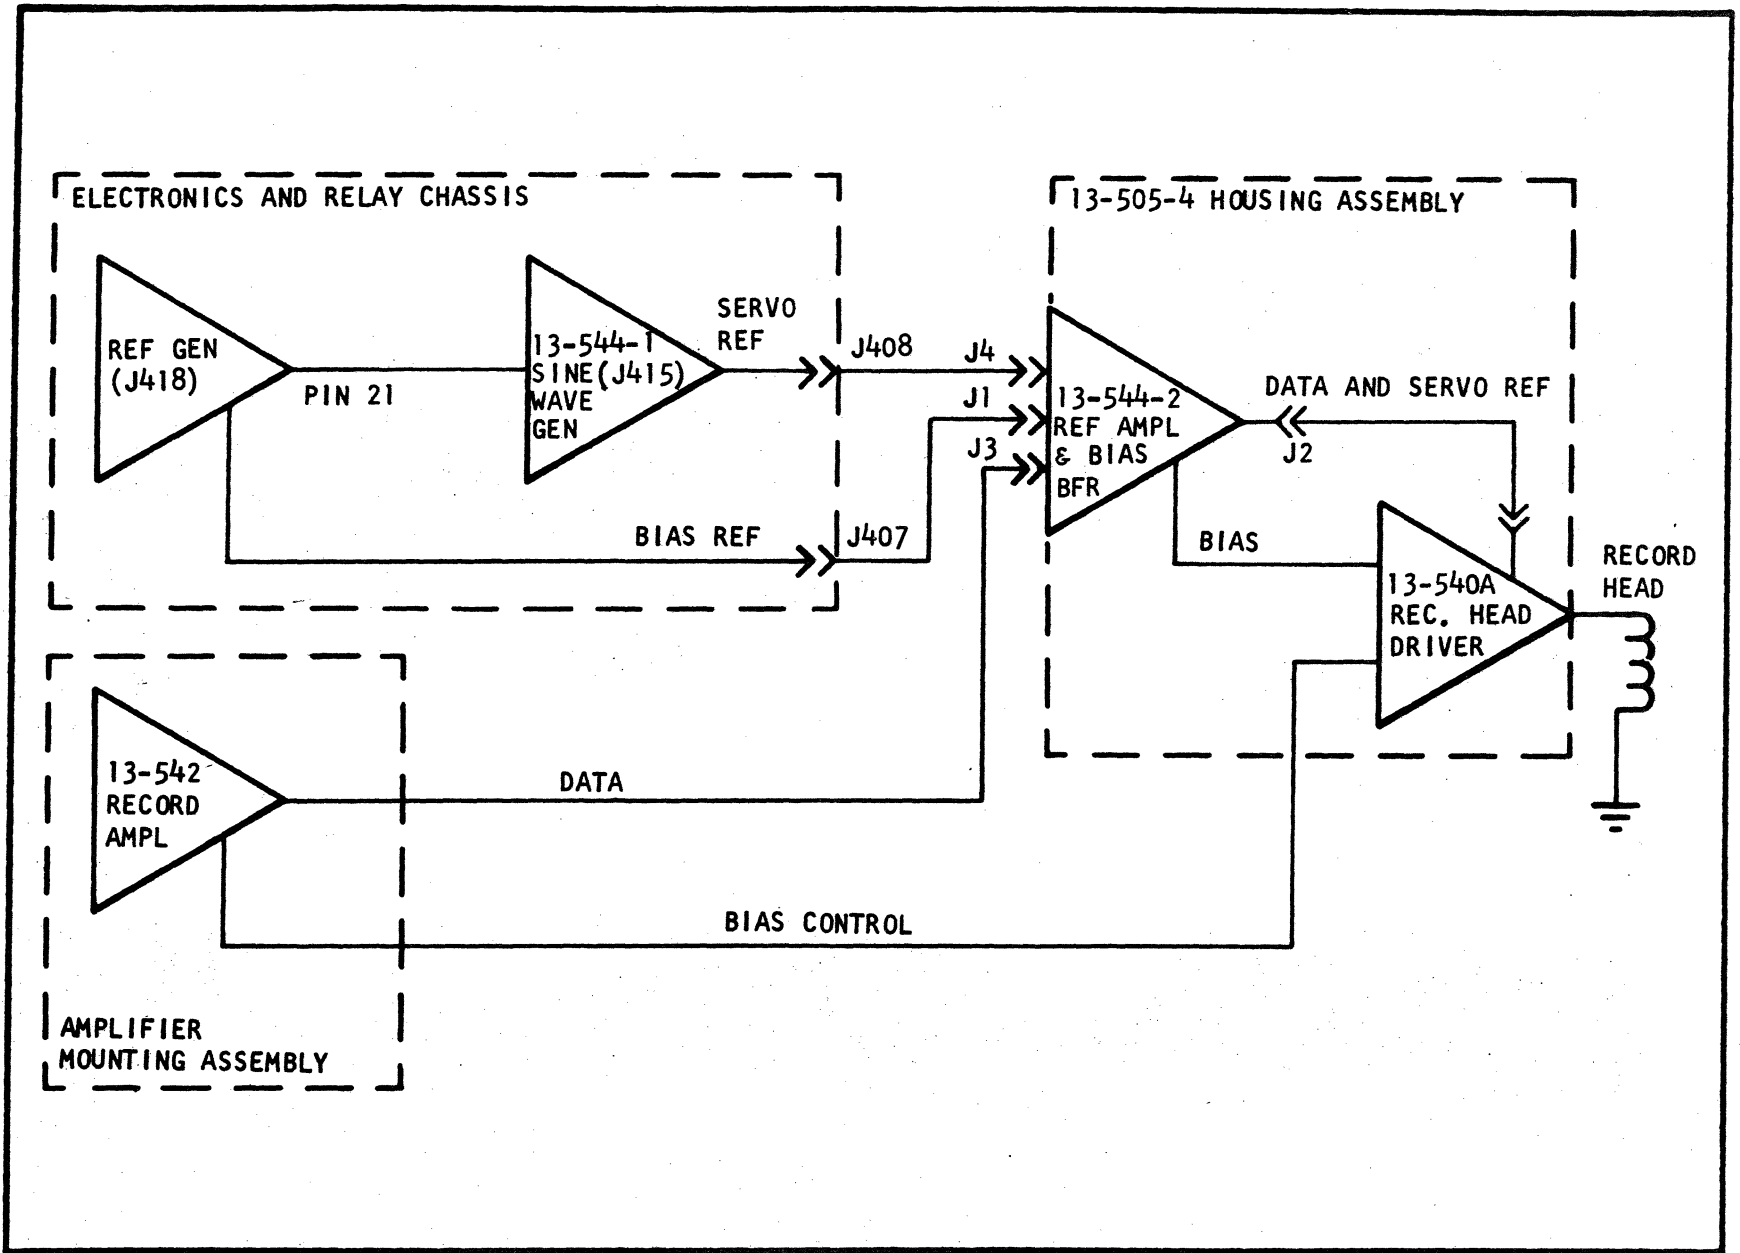 ELECTRONICS AND RELAY CHASSIS
REF GEN
(J418)
PIN 21
13-544-1
SINE (J415)
WAVE
GEN
SERVO
REF
J408
BIAS REF
J407
J4
J1
J3
13-505-4 HOUSING ASSEMBLY
13-544-2
REF AMPL
& BIAS
BFR
DATA AND SERVO REF
J2
BIAS
13-540A
REC. HEAD
DRIVER
RECORD
HEAD
13-542
RECORD
AMPL
DATA
BIAS CONTROL
AMPLIFIER
MOUNTING ASSEMBLY